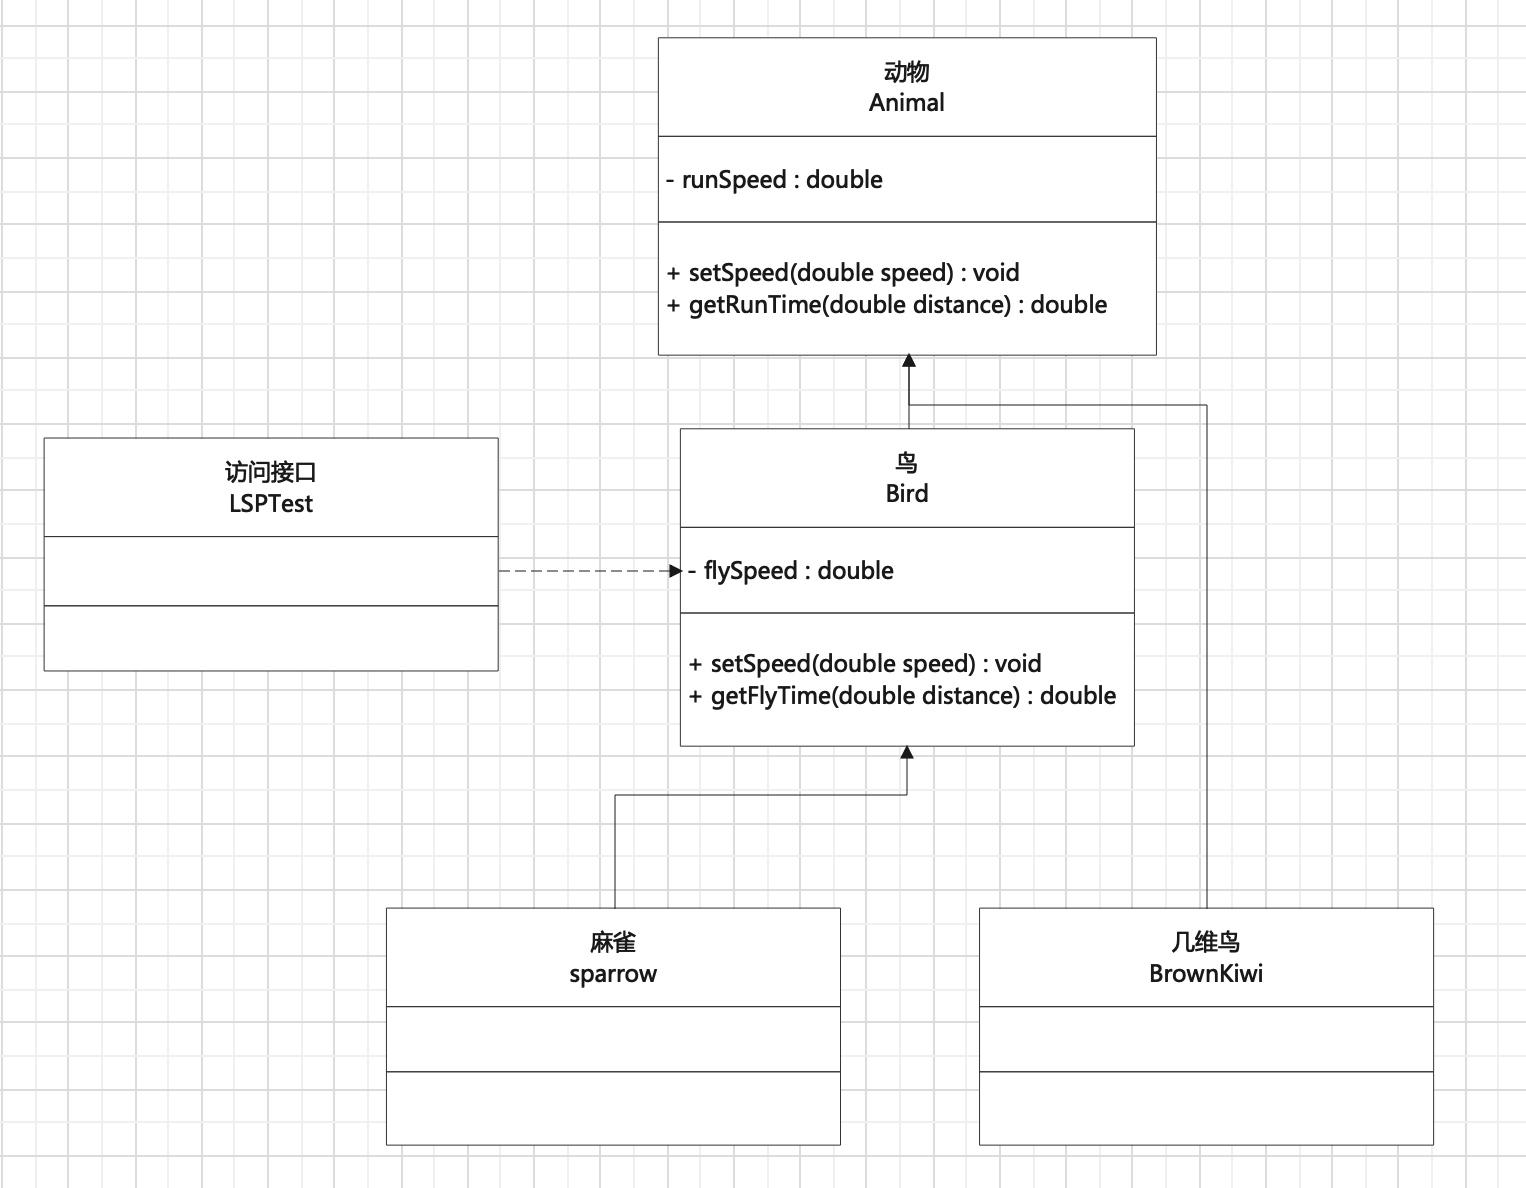 动物
Animal
- runSpeed : double
+ setSpeed(double speed) : void
+ getRunTime(double distance) : double
访问接口
LSPTest
鸟
Bird
- flySpeed : double
+ setSpeed(double speed) : void
+ getFlyTime(double distance) : double
麻雀
sparrow
几维鸟
BrownKiwi